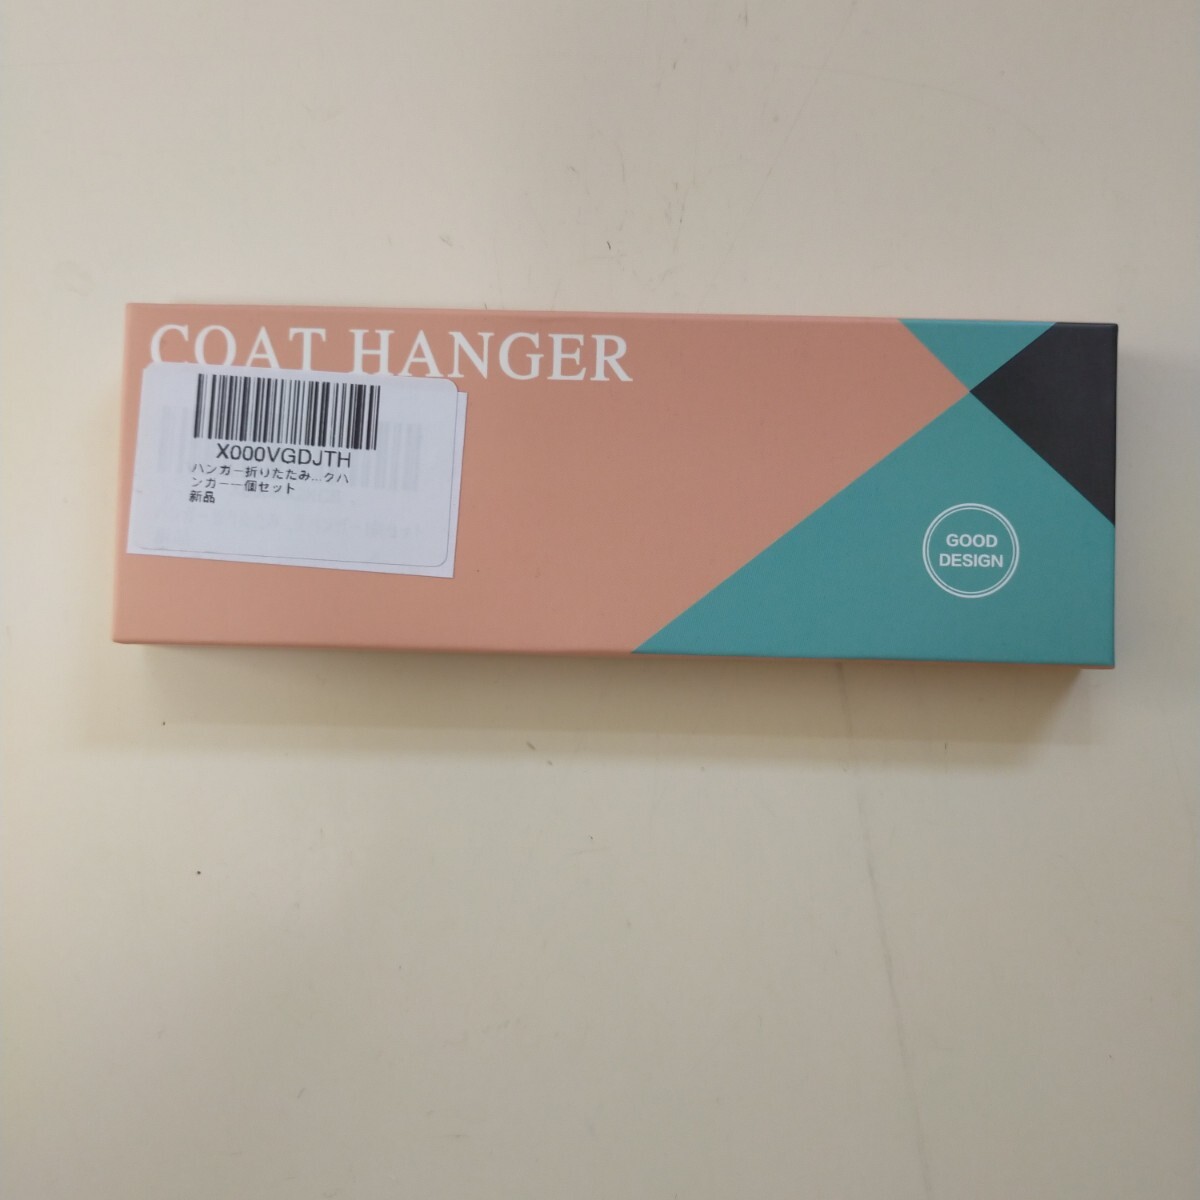 COAT HANGER
X000VGDJTH
ハンガー折りたたみ...クハ
ンガー一個セット
新品
GOOD
DESIGN